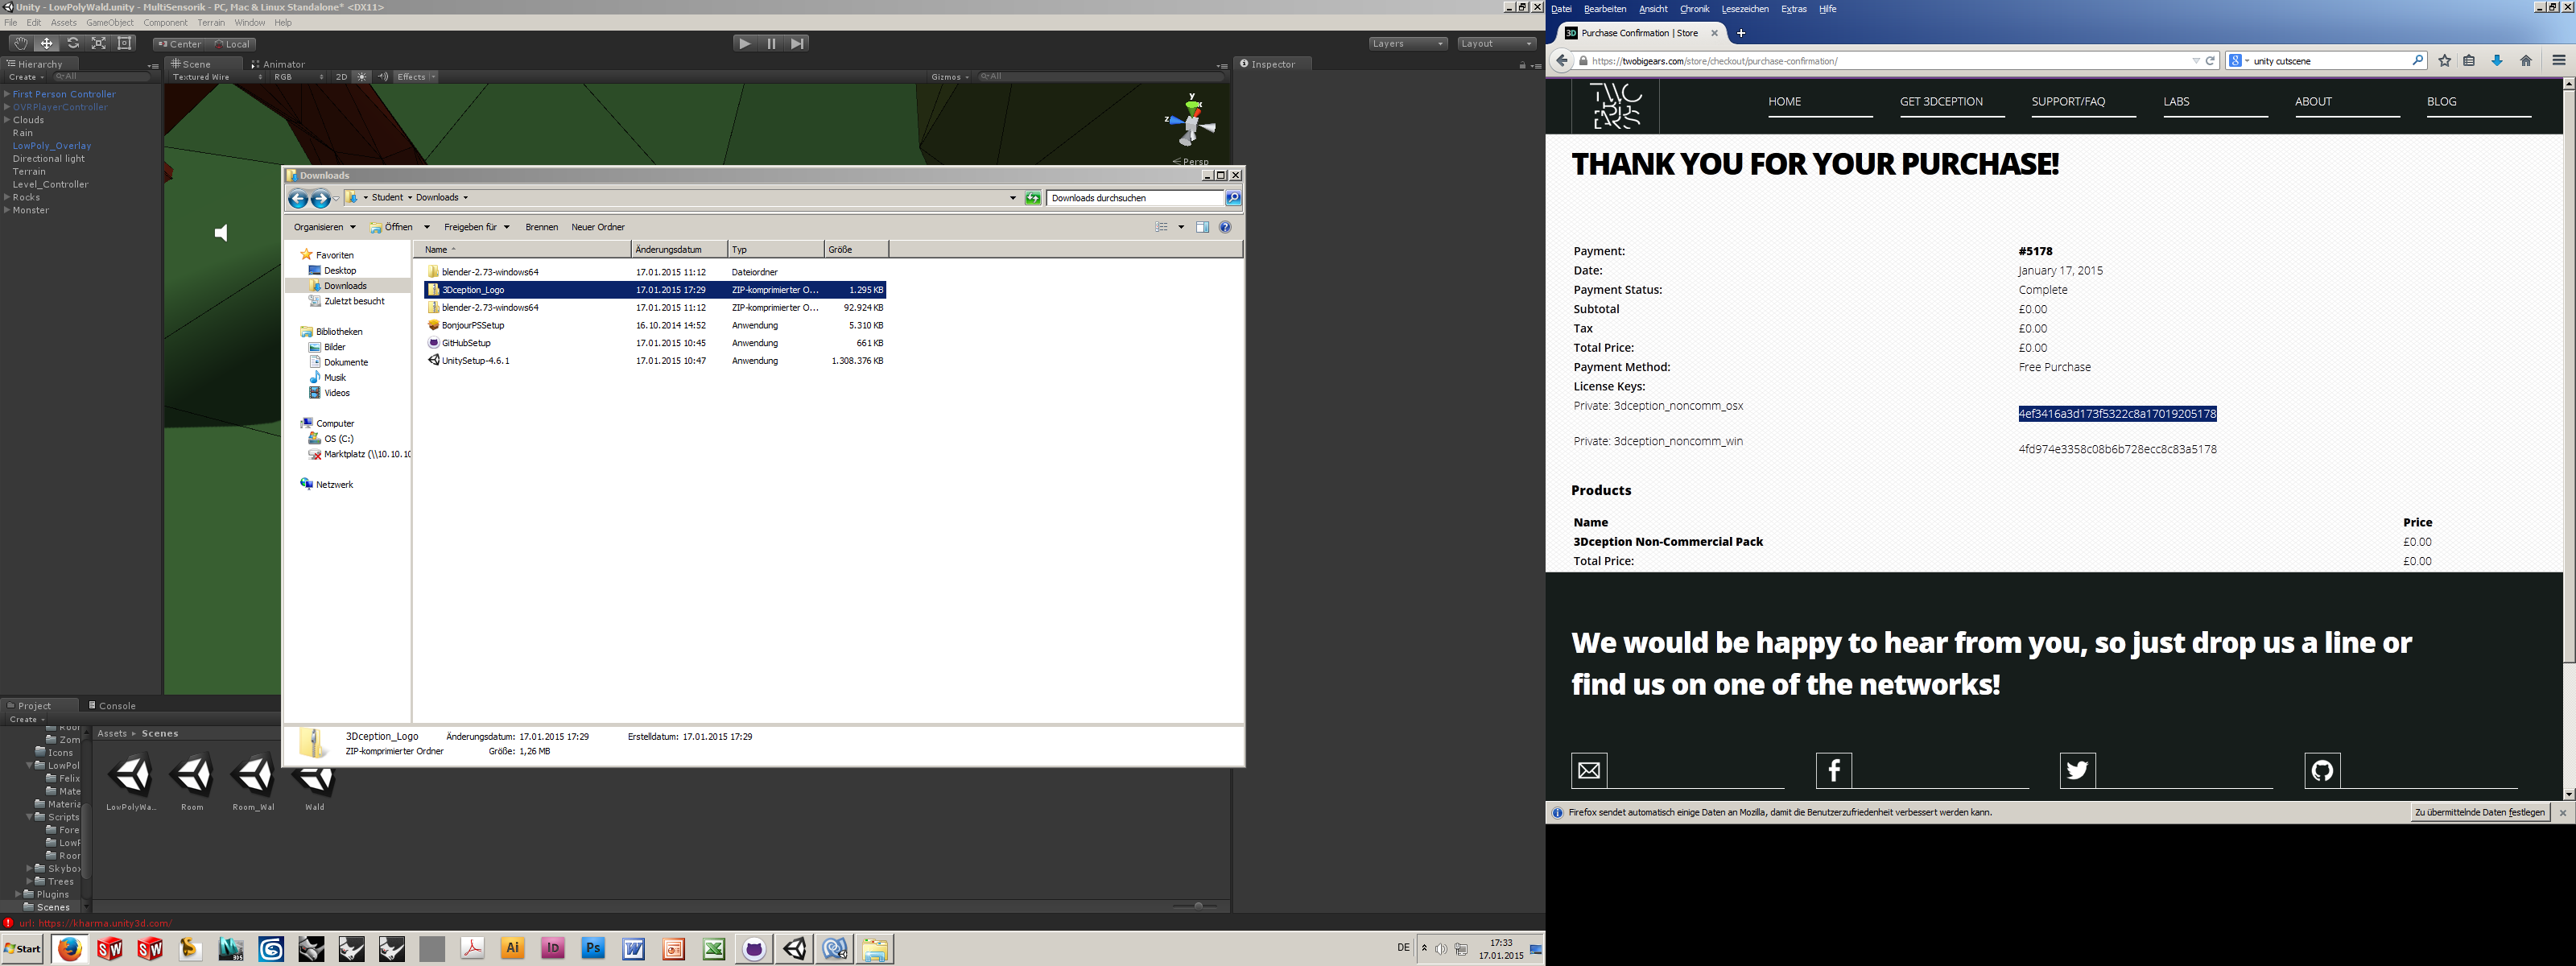 Unity - LowPolyWald.unity - MultiSensorik - PC, Mac & Linux Standalone* <DX11>
File Edit Assets GameObject Component Terrain Window Help
Center Local
Layers Layout
Hierarchy
Create All
First Person Controller
OVRPlayerController
Clouds
Rain
LowPoly_Overlay
Directional light
Terrain
Level_Controller
Rocks
Monster
Scene Animator
Textured Wire RGB 2D Effects Gizmos All
y
x
z
Persp
Inspector
Downloads
Student Downloads
Downloads durchsuchen
Organisieren Öffnen Freigeben für Brennen Neuer Ordner
Favoriten
Desktop
Downloads
Zuletzt besucht
Bibliotheken
Bilder
Dokumente
Musik
Videos
Computer
OS (C:)
Marktplatz (\\10.10.10
Netzwerk
Name Änderungsdatum Typ Größe
blender-2.73-windows64 17.01.2015 11:12 Dateiordner
3Dception_Logo 17.01.2015 17:29 ZIP-komprimierter O... 1.295 KB
blender-2.73-windows64 17.01.2015 11:12 ZIP-komprimierter O... 92.924 KB
BonjourPSSetup 16.10.2014 14:52 Anwendung 5.310 KB
GitHubSetup 17.01.2015 10:45 Anwendung 661 KB
UnitySetup-4.6.1 17.01.2015 10:47 Anwendung 1.308.376 KB
3Dception_Logo Änderungsdatum: 17.01.2015 17:29 Erstelldatum: 17.01.2015 17:29
ZIP-komprimierter Ordner Größe: 1,26 MB
Project Console
Create
Zom
Icons
LowPol
Felix
Mate
Materia
Scripts
Fore
LowP
Roor
Skybo
Trees
Plugins
Scenes
Assets Scenes
LowPolyWa... Room Room_Wal Wald
url: https://kharma.unity3d.com/
Start
SW SW Ai Id Ps W X
DE
17:33
17.01.2015
Datei Bearbeiten Ansicht Chronik Lesezeichen Extras Hilfe
3D Purchase Confirmation | Store
https://twobigears.com/store/checkout/purchase-confirmation/
unity cutscene
TWO BIG EARS
HOME GET 3DCEPTION SUPPORT/FAQ LABS ABOUT BLOG
THANK YOU FOR YOUR PURCHASE!
Payment: #5178
Date: January 17, 2015
Payment Status: Complete
Subtotal £0.00
Tax £0.00
Total Price: £0.00
Payment Method: Free Purchase
License Keys:
Private: 3dception_noncomm_osx
4ef3416a3d173f5322c8a17019205178
Private: 3dception_noncomm_win
4fd974e3358c08b6b728ecc8c83a5178
Products
Name Price
3Dception Non-Commercial Pack £0.00
Total Price: £0.00
We would be happy to hear from you, so just drop us a line or
find us on one of the networks!
Firefox sendet automatisch einige Daten an Mozilla, damit die Benutzerzufriedenheit verbessert werden kann.
Zu übermittelnde Daten festlegen